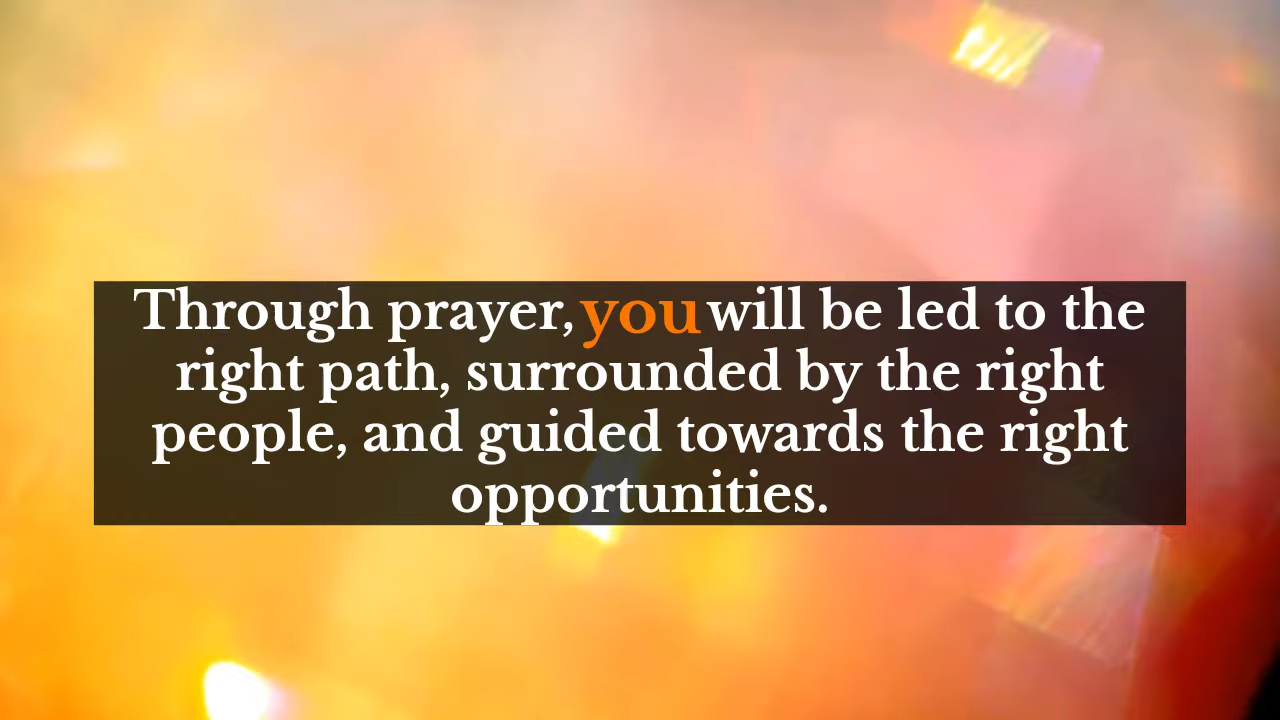 Through prayer, you will be led to the
right path, surrounded by the right
people, and guided towards the right
opportunities.